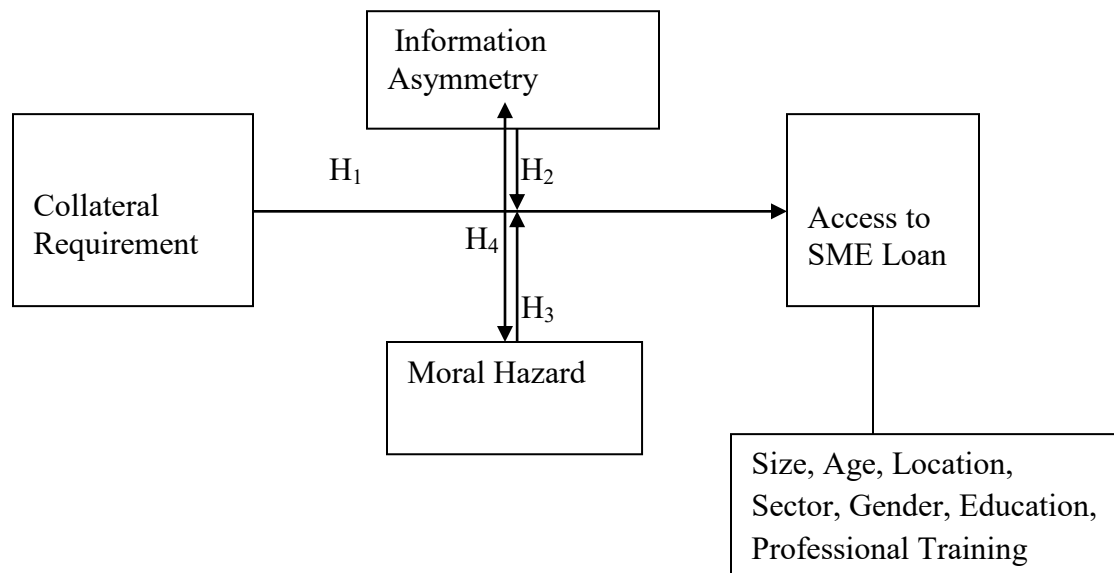 Information
Asymmetry
H₁
H₂
Collateral
Requirement
Access to
SME Loan
H₄
H₃
Moral Hazard
Size, Age, Location,
Sector, Gender, Education,
Professional Training